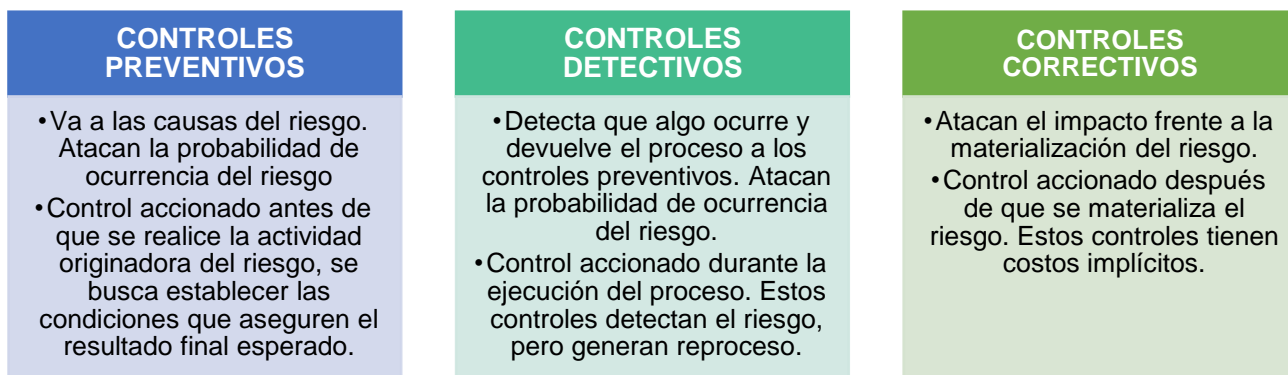 CONTROLES
PREVENTIVOS
•Va a las causas del riesgo.
Atacan la probabilidad de
ocurrencia del riesgo
•Control accionado antes de
que se realice la actividad
originadora del riesgo, se
busca establecer las
condiciones que aseguren el
resultado final esperado.
CONTROLES
DETECTIVOS
•Detecta que algo ocurre y
devuelve el proceso a los
controles preventivos. Atacan
la probabilidad de ocurrencia
del riesgo.
•Control accionado durante la
ejecución del proceso. Estos
controles detectan el riesgo,
pero generan reproceso.
CONTROLES
CORRECTIVOS
•Atacan el impacto frente a la
materialización del riesgo.
•Control accionado después
de que se materializa el
riesgo. Estos controles tienen
costos implícitos.